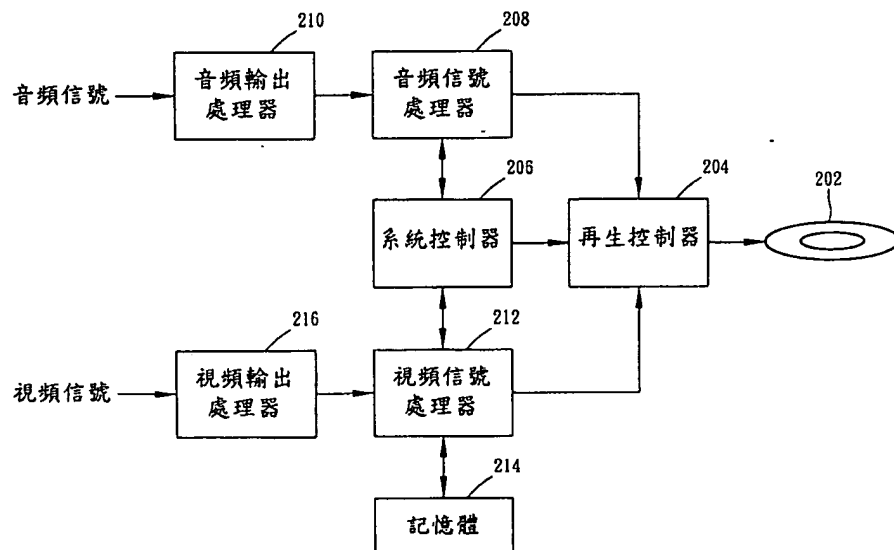 210
208
音頻信號
音頻輸出
處理器
音頻信號
處理器
206
204
202
系統控制器
再生控制器
216
212
視頻信號
視頻輸出
處理器
視頻信號
處理器
214
記憶體